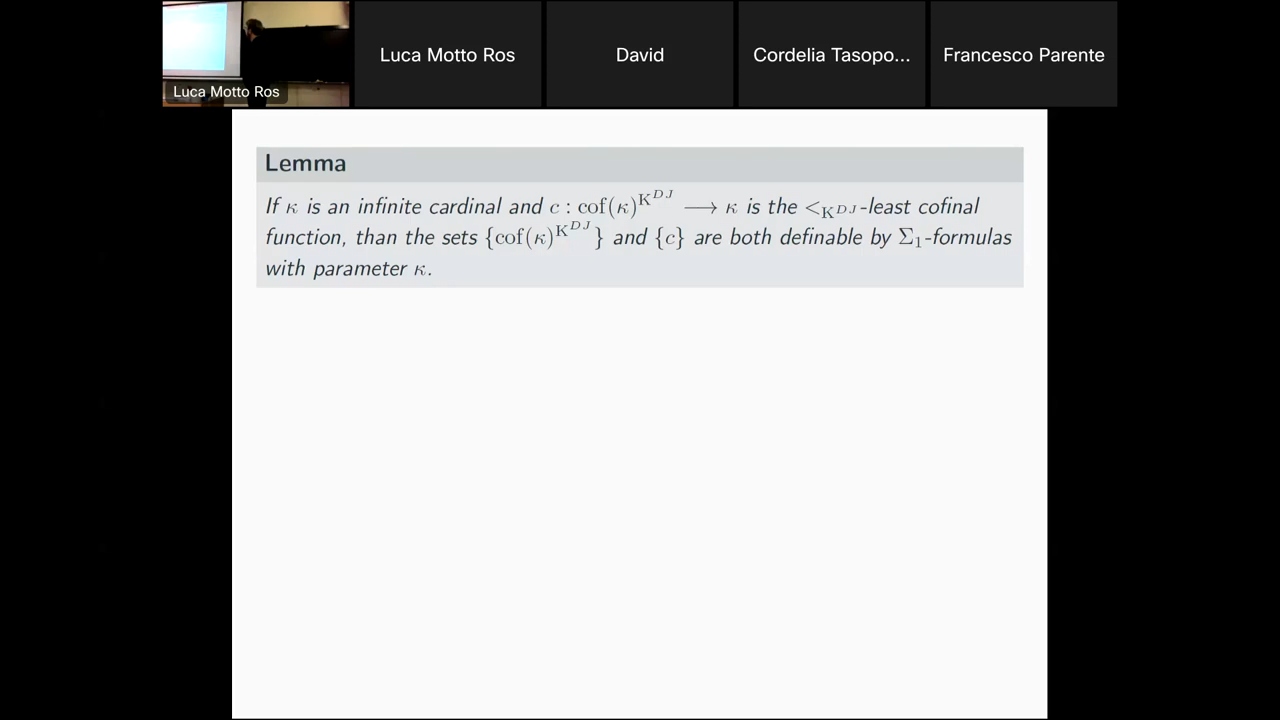 Luca Motto Ros
Luca Motto Ros
David
Cordelia Tasopo...
Francesco Parente
Lemma
If κ is an infinite cardinal and c : cof(κ)^{K^{DJ}} ⟶ κ is the <_{K^{DJ}}-least cofinal
function, than the sets {cof(κ)^{K^{DJ}}} and {c} are both definable by Σ₁-formulas
with parameter κ.